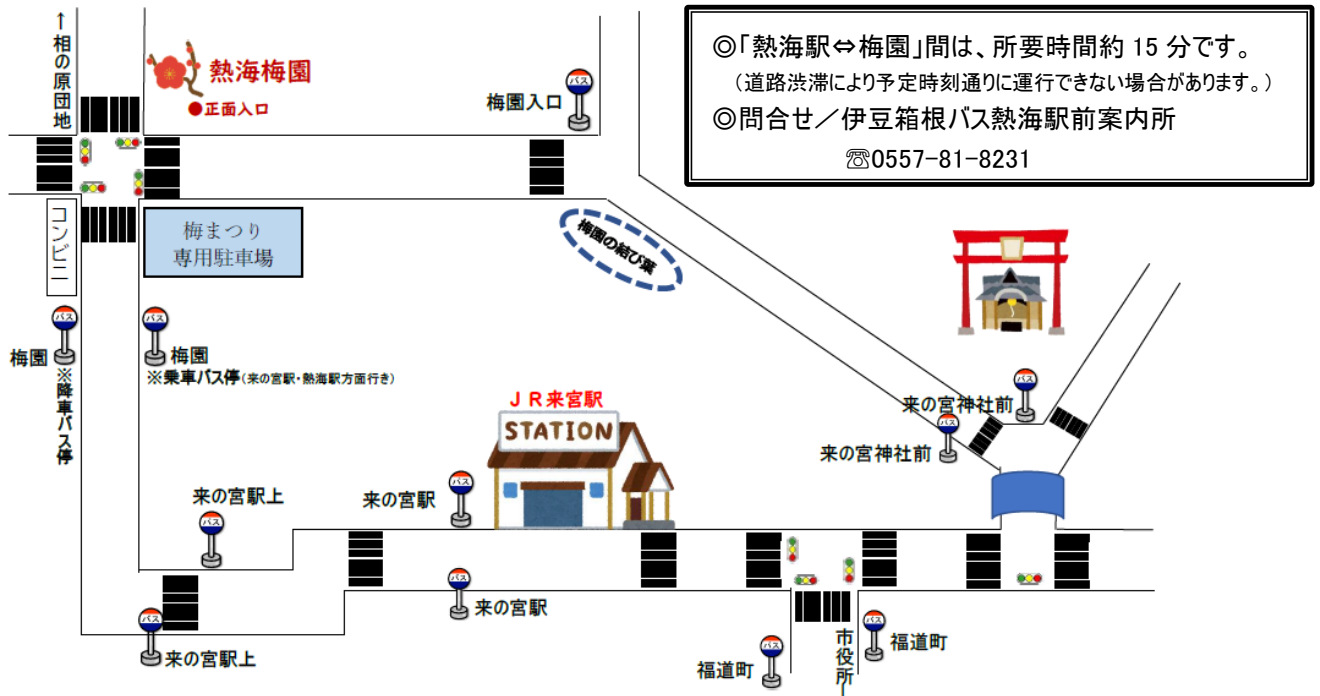 ↑相の原団地
熱海梅園
●正面入口
梅園入口
バス
◎「熱海駅⇔梅園」間は、所要時間約 15 分です。
（道路渋滞により予定時刻通りに運行できない場合があります。）
◎問合せ／伊豆箱根バス熱海駅前案内所
☏0557-81-8231
コンビニ
梅まつり
専用駐車場
梅園の結び葉
バス
梅園
※降車バス停
バス
梅園
※乗車バス停(来の宮駅・熱海駅方面行き)
ＪＲ来宮駅
STATION
バス
来の宮神社前
バス
来の宮神社前
来の宮駅上
バス
来の宮駅
バス
バス
来の宮駅
バス
来の宮駅上
福道町
バス
市役所
バス
福道町